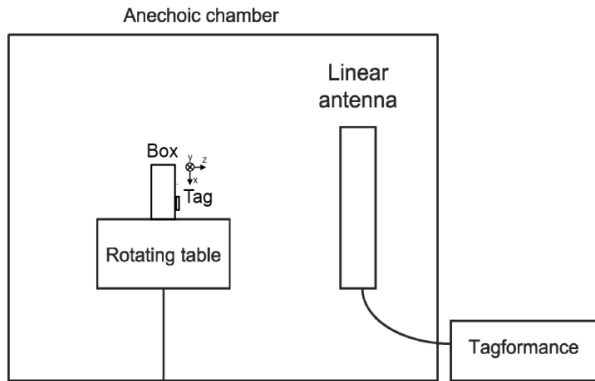 Anechoic chamber
Linear
antenna
Box
y
z
x
Tag
Rotating table
Tagformance